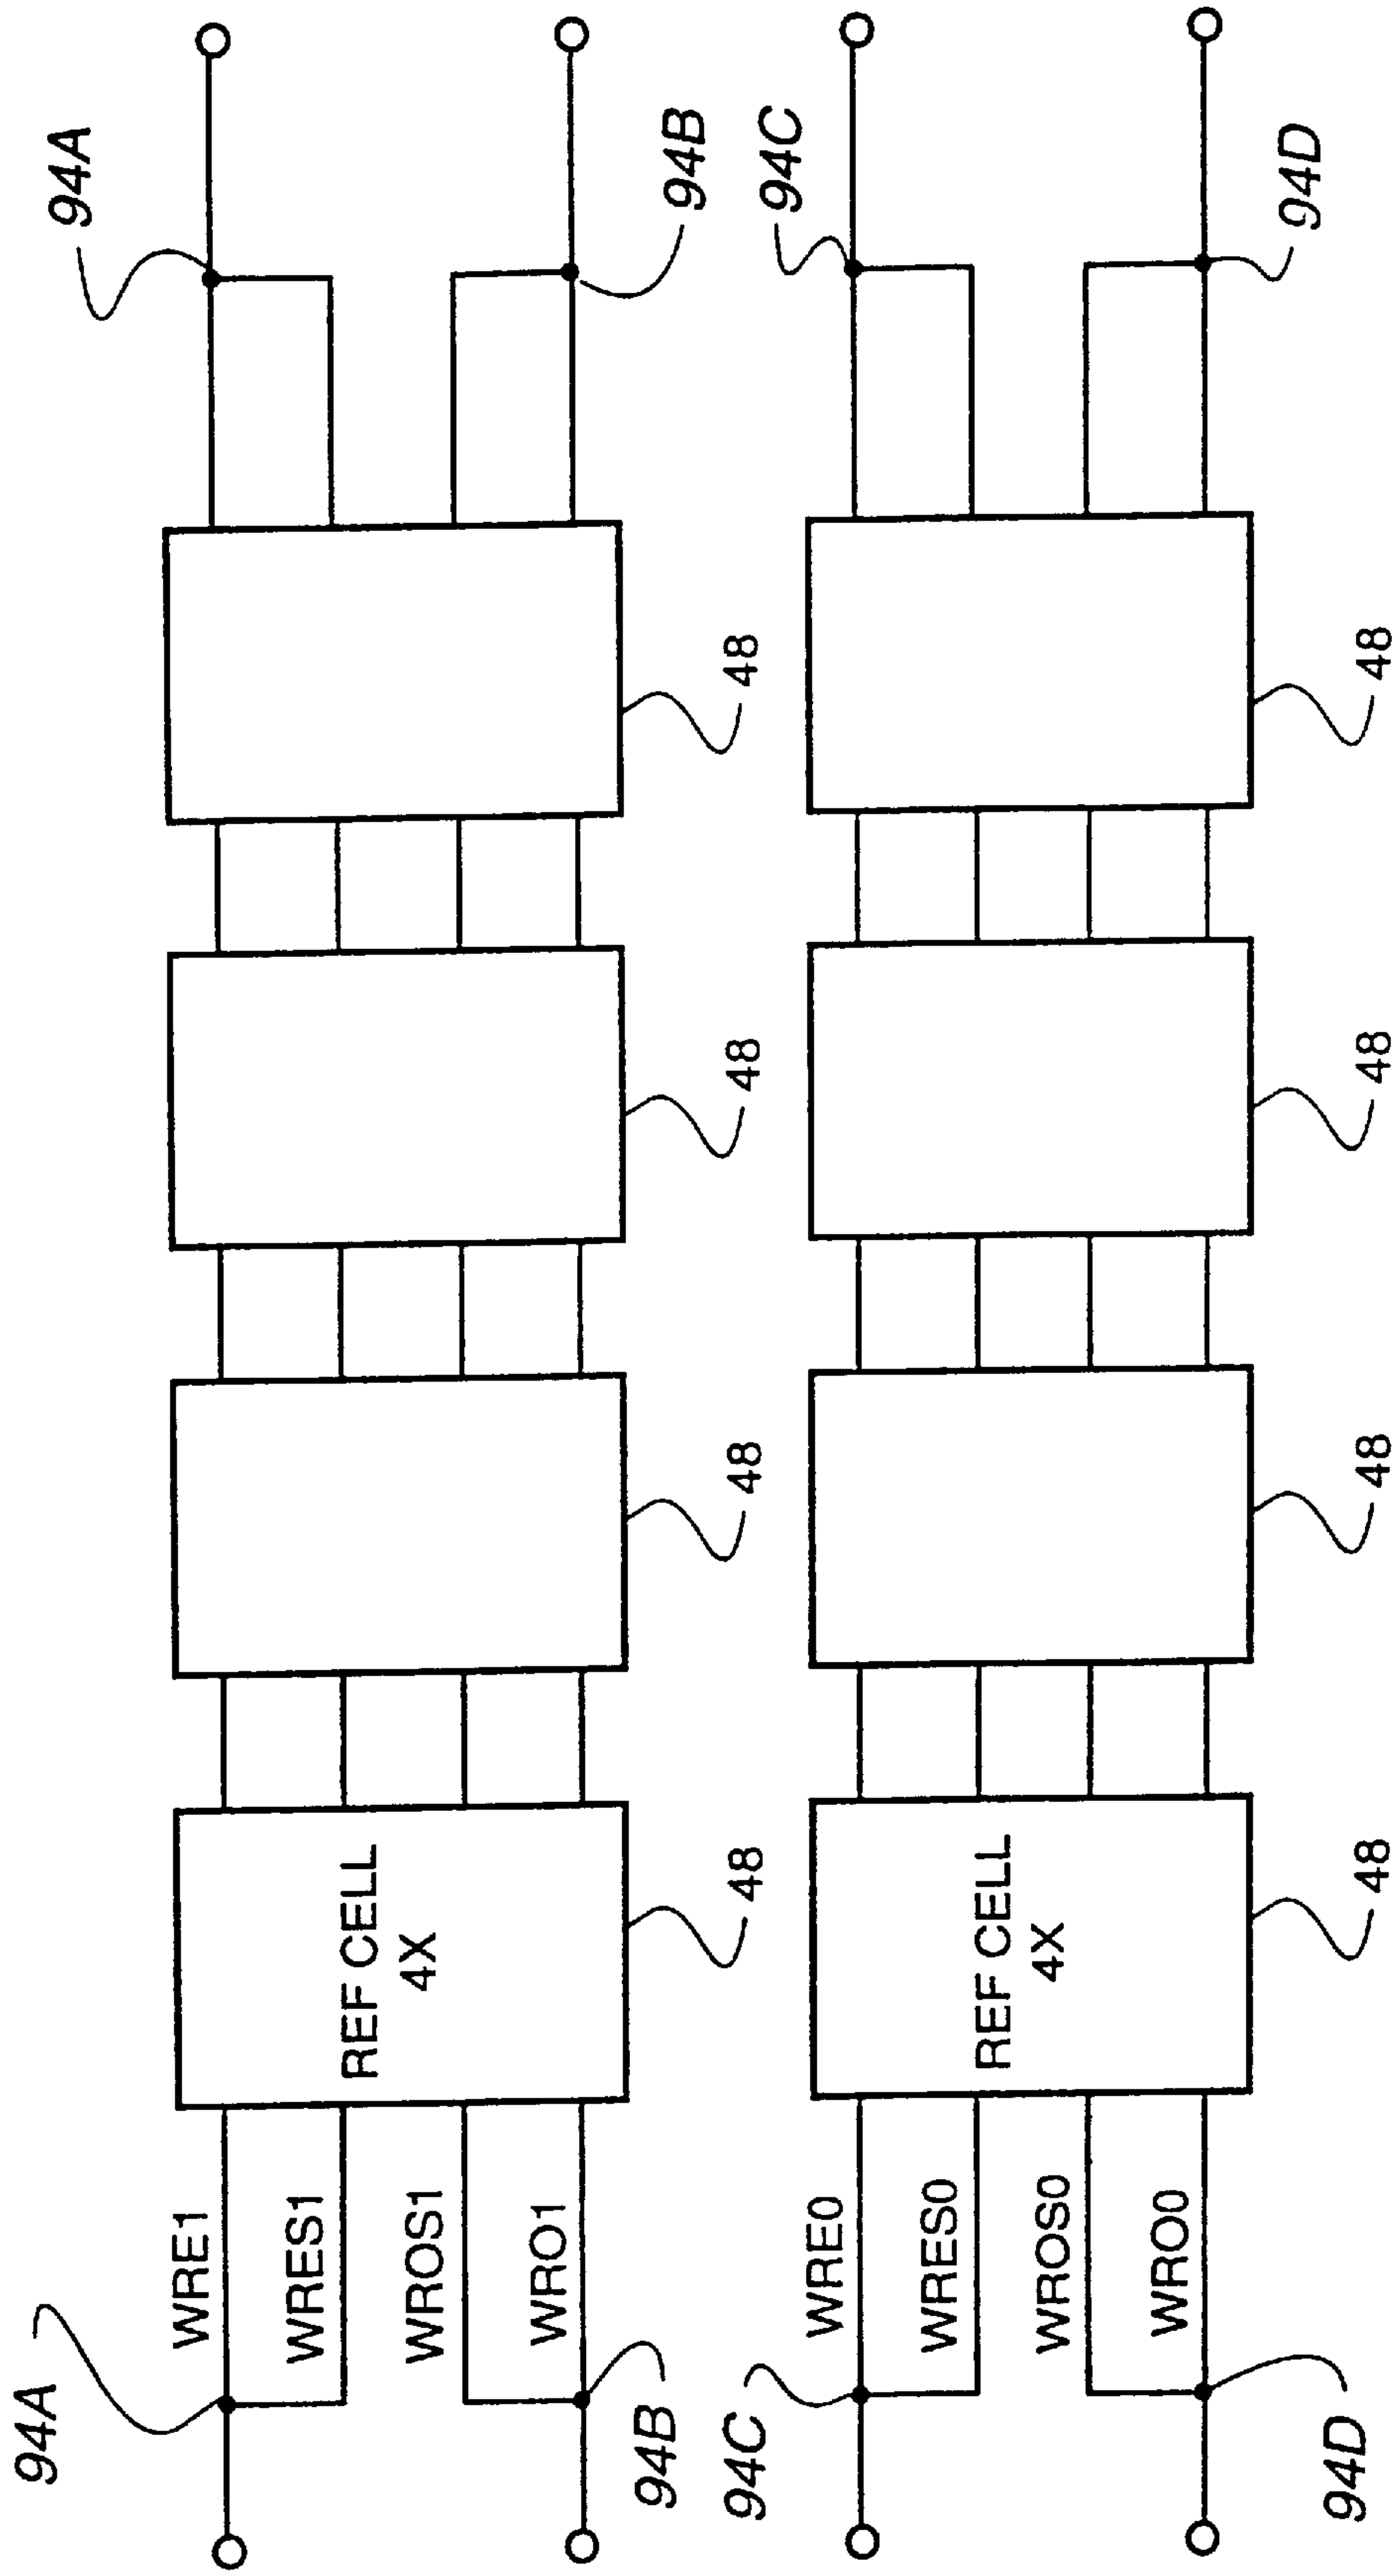 94A
94A
WRE1
WRES1
REF CELL
4X
WROS1
WRO1
94B
48
48
48
48
94B
94C
94C
WRE0
WRES0
REF CELL
4X
WROS0
WRO0
94D
48
48
48
48
94D